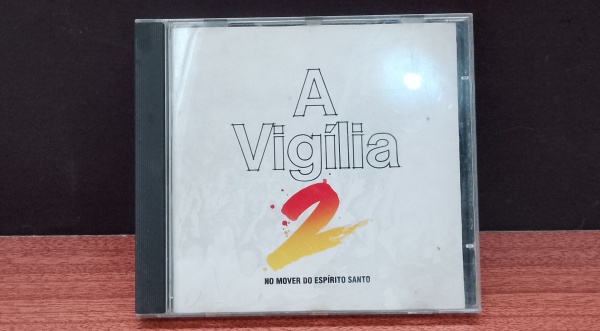 A
Vigília
2
NO MOVER DO ESPÍRITO SANTO